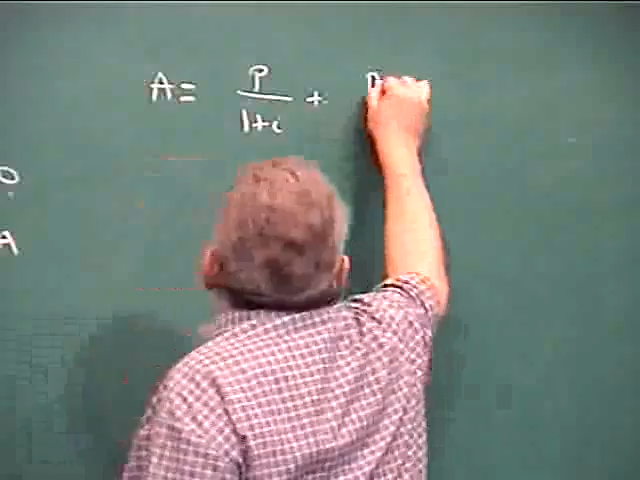 A = P/(1+i) + P
O
A